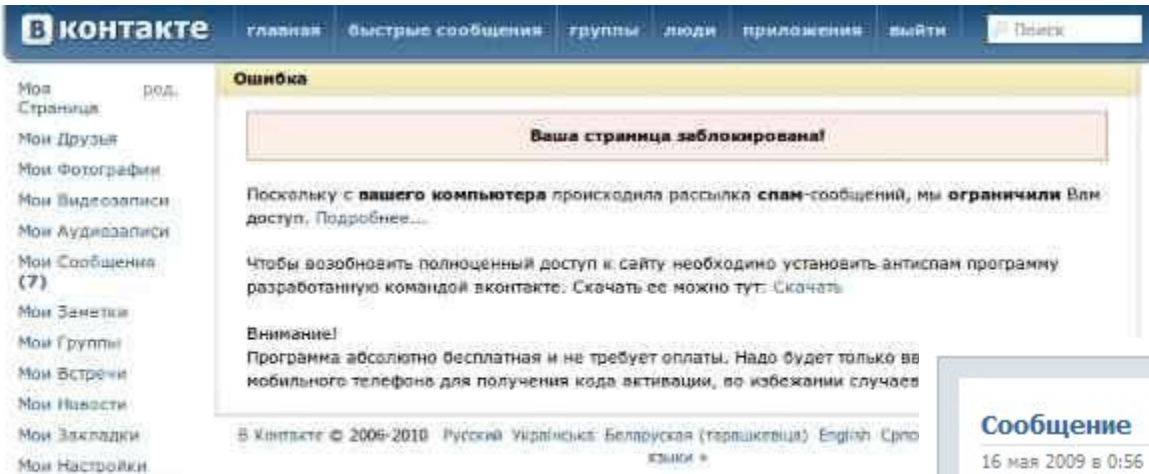 В контакте
главная быстрые сообщения группы люди приложения выйти Поиск
Моя Страница род.
Мои Друзья
Мои Фотографии
Мои Видеозаписи
Мои Аудиозаписи
Мои Сообщения (7)
Мои Заметки
Мои Группы
Мои Встречи
Мои Новости
Мои Закладки
Мои Настройки
Ошибка
Ваша страница заблокирована!
Поскольку с вашего компьютера происходила рассылка спам-сообщений, мы ограничили Вам
доступ. Подробнее...
Чтобы возобновить полноценный доступ к сайту необходимо установить антиспам программу
разработанную командой вконтакте. Скачать ее можно тут: Скачать
Внимание!
Программа абсолютно бесплатная и не требует оплаты. Надо будет только вв
мобильного телефона для получения кода активации, во избежании случаев
В Контакте © 2006-2010 Русский Українська Беларуская (тарашкевіца) English Српс
языки »
Сообщение
16 мая 2009 в 0:56